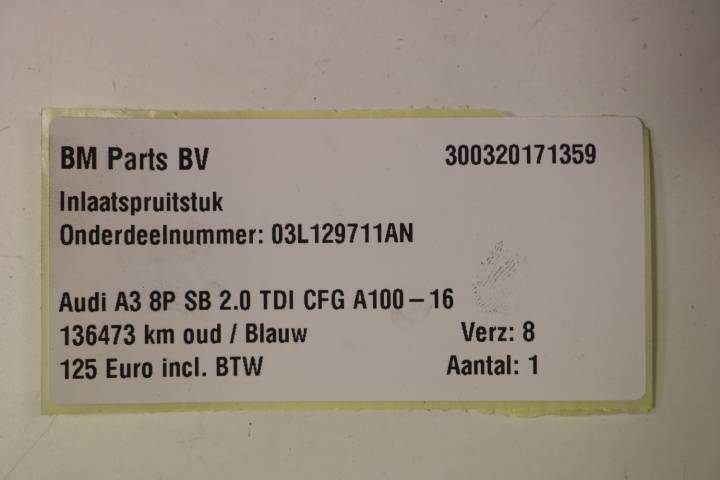 BM Parts BV 300320171359
Inlaatspruitstuk
Onderdeelnummer: 03L129711AN
Audi A3 8P SB 2.0 TDI CFG A100-16
136473 km oud / Blauw Verz: 8
125 Euro incl. BTW Aantal: 1